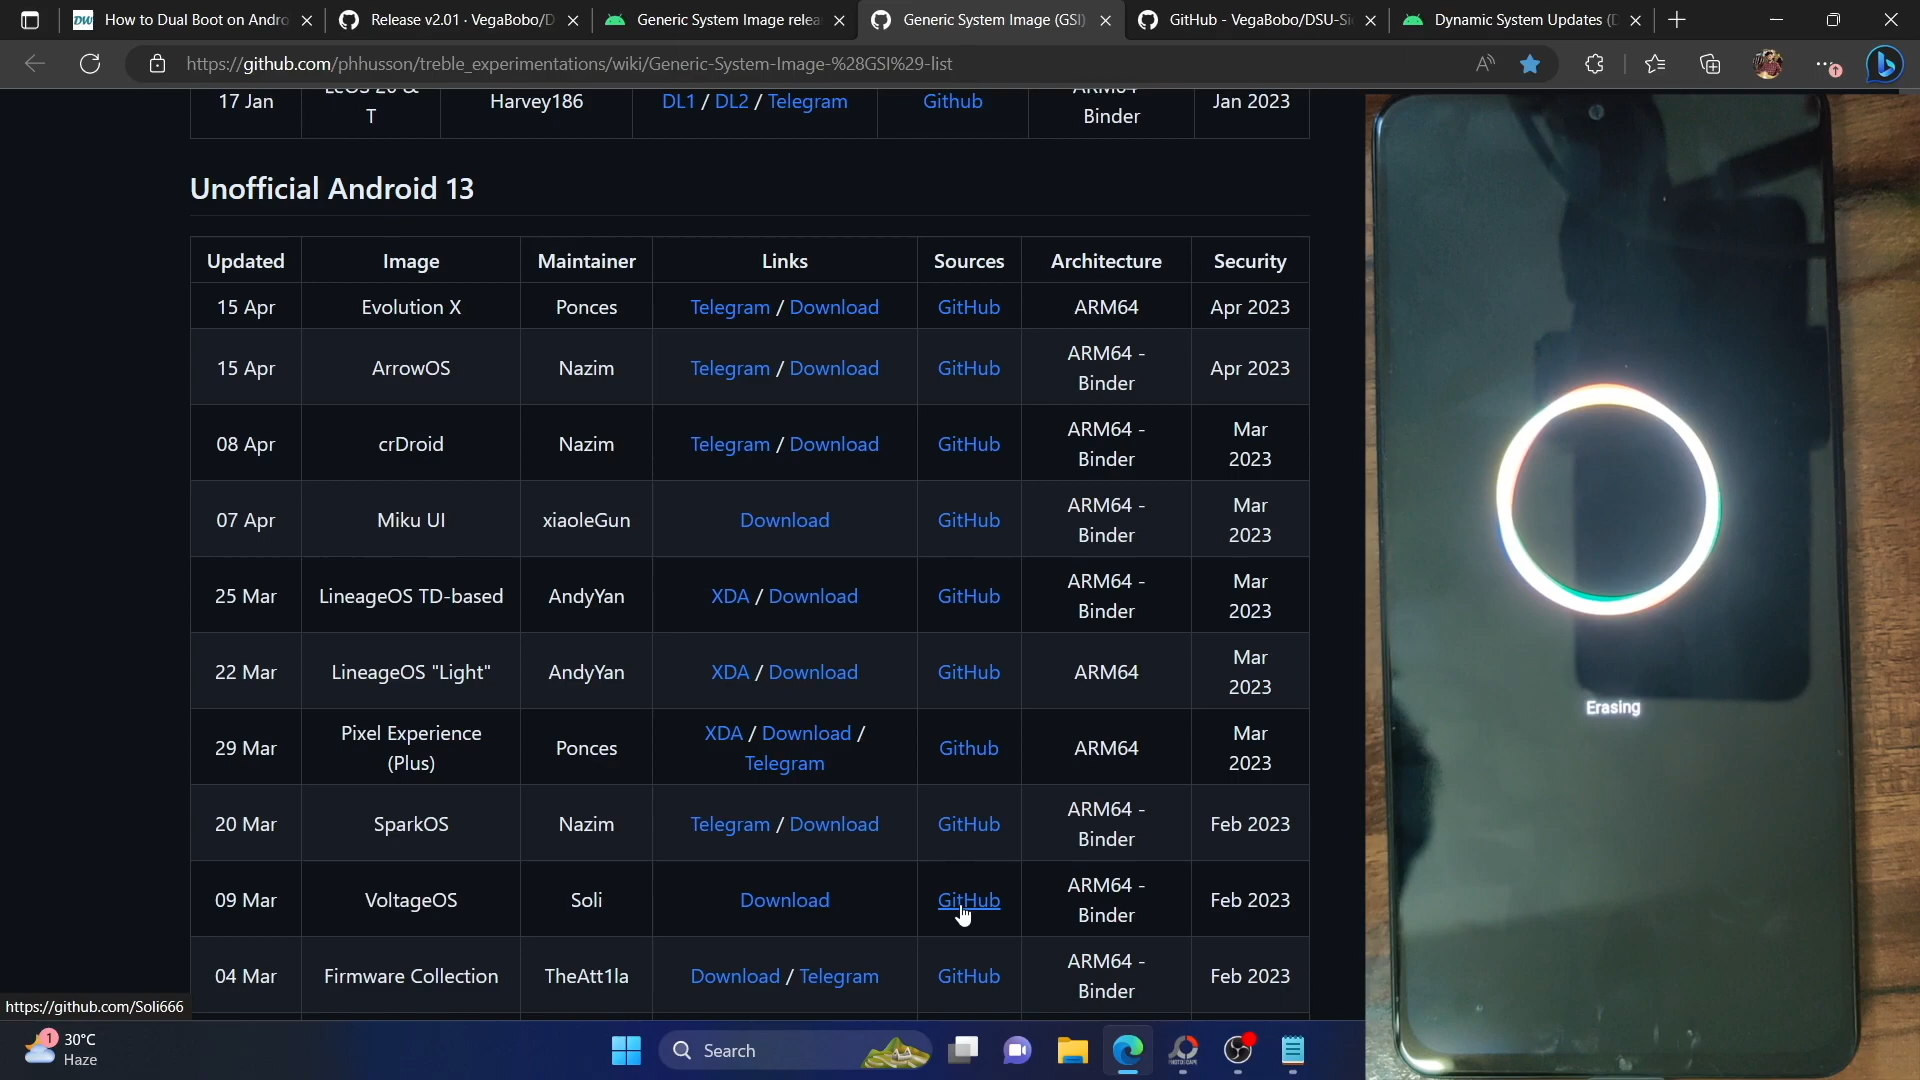 How to Dual Boot on Andro
Release v2.01 · VegaBobo/D
Generic System Image relea
Generic System Image (GSI)
GitHub - VegaBobo/DSU-Si
Dynamic System Updates (D
https://github.com/phhusson/treble_experimentations/wiki/Generic-System-Image-%28GSI%29-list
17 Jan T Harvey186 DL1 / DL2 / Telegram Github Binder Jan 2023
Unofficial Android 13
Updated Image Maintainer Links Sources Architecture Security
15 Apr Evolution X Ponces Telegram / Download GitHub ARM64 Apr 2023
15 Apr ArrowOS Nazim Telegram / Download GitHub ARM64 - Binder Apr 2023
08 Apr crDroid Nazim Telegram / Download GitHub ARM64 - Binder Mar 2023
07 Apr Miku UI xiaoleGun Download GitHub ARM64 - Binder Mar 2023
25 Mar LineageOS TD-based AndyYan XDA / Download GitHub ARM64 - Binder Mar 2023
22 Mar LineageOS "Light" AndyYan XDA / Download GitHub ARM64 Mar 2023
29 Mar Pixel Experience (Plus) Ponces XDA / Download / Telegram Github ARM64 Mar 2023
20 Mar SparkOS Nazim Telegram / Download GitHub ARM64 - Binder Feb 2023
09 Mar VoltageOS Soli Download GitHub ARM64 - Binder Feb 2023
04 Mar Firmware Collection TheAtt1la Download / Telegram GitHub ARM64 - Binder Feb 2023
https://github.com/Soli666
Erasing
1
30°C
Haze
Search